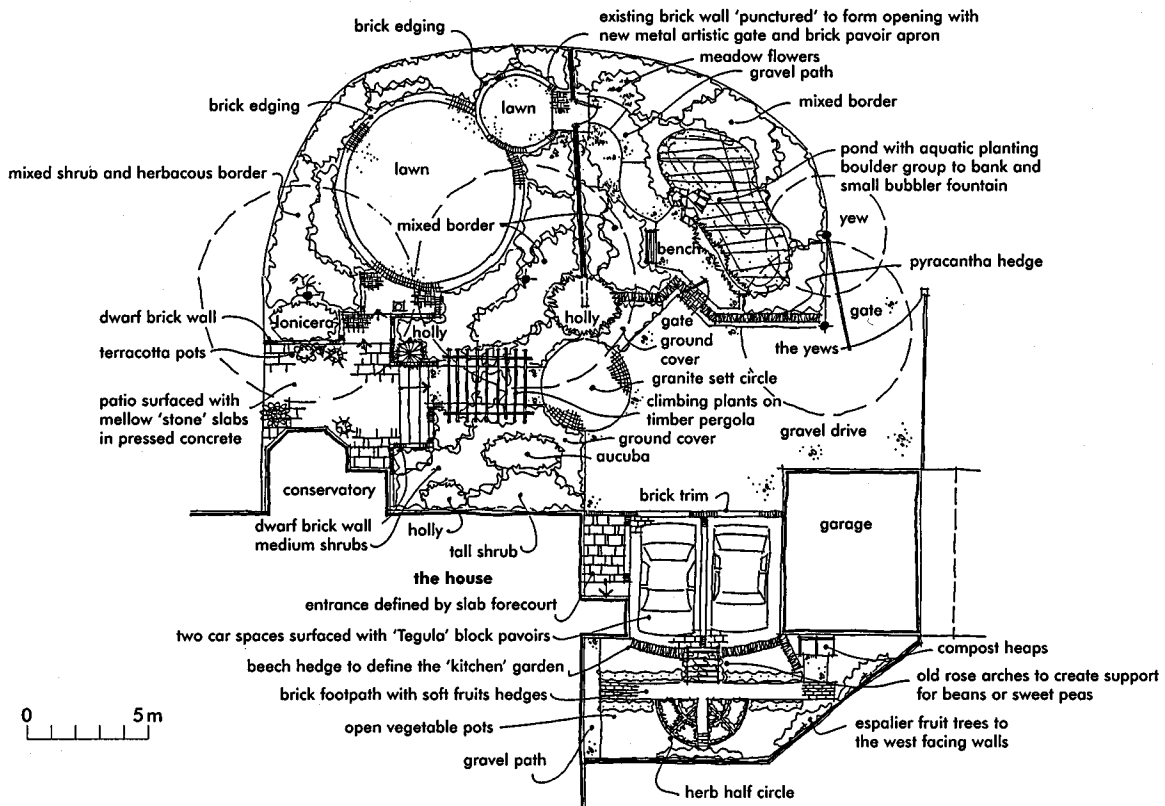 existing brick wall ‘punctured’ to form opening with
new metal artistic gate and brick pavoir apron
brick edging
meadow flowers
gravel path
brick edging
lawn
mixed border
lawn
pond with aquatic planting
boulder group to bank and
small bubbler fountain
mixed shrub and herbacous border
mixed border
yew
bench
pyracantha hedge
dwarf brick wall
lonicera
holly
holly
gate
gate
terracotta pots
ground
cover
the yews
granite sett circle
patio surfaced with
mellow ‘stone’ slabs
in pressed concrete
climbing plants on
timber pergola
gravel drive
ground cover
aucuba
conservatory
brick trim
garage
dwarf brick wall
medium shrubs
holly
tall shrub
the house
entrance defined by slab forecourt
two car spaces surfaced with ‘Tegula’ block pavoirs
compost heaps
beech hedge to define the ‘kitchen’ garden
old rose arches to create support
for beans or sweet peas
brick footpath with soft fruits hedges
0 5m
open vegetable pots
espalier fruit trees to
the west facing walls
gravel path
herb half circle